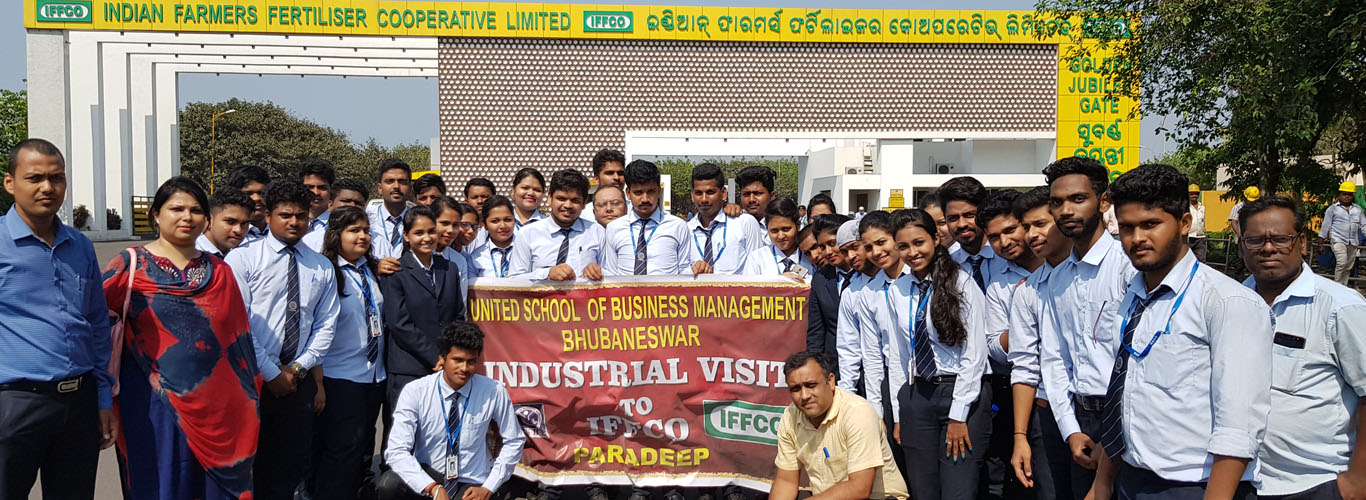 IFFCO INDIAN FARMERS FERTILISER COOPERATIVE LIMITED IFFCO ଇଣ୍ଡିଆନ୍ ଫାରମର୍ସ ଫର୍ଟିଲାଇଜର କୋଅପରେଟିଭ୍ ଲିମିଟେଡ୍
GOLDEN
JUBILEE
GATE
ସୁବର୍ଣ୍ଣ
ଜୟନ୍ତୀ
UNITED SCHOOL OF BUSINESS MANAGEMENT
BHUBANESWAR
INDUSTRIAL VISIT
TO
IFFCO
IFFCO
PARADEEP